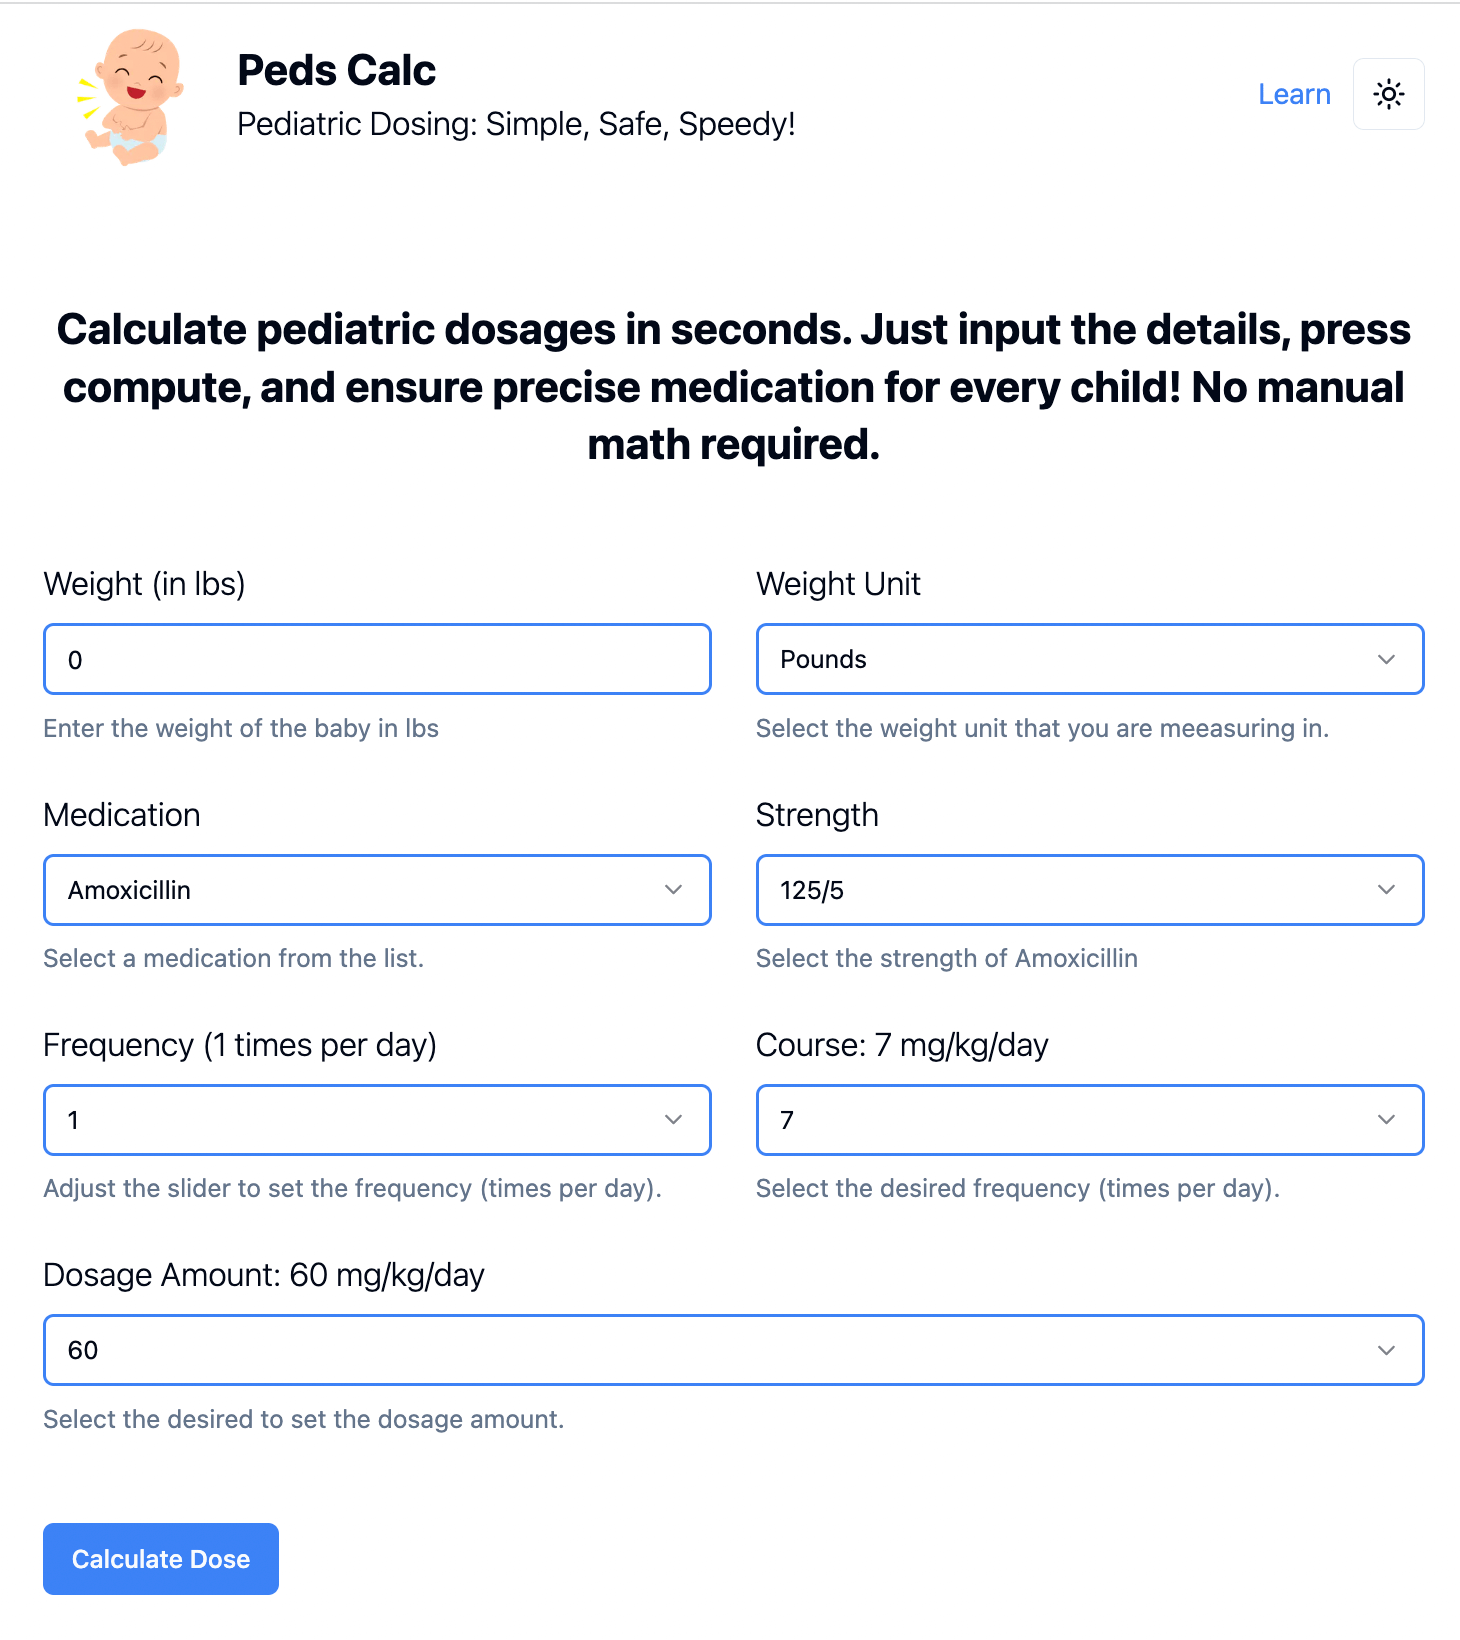 Peds Calc
Pediatric Dosing: Simple, Safe, Speedy!
Learn
Calculate pediatric dosages in seconds. Just input the details, press
compute, and ensure precise medication for every child! No manual
math required.
Weight (in lbs)
0
Enter the weight of the baby in lbs
Weight Unit
Pounds
Select the weight unit that you are meeasuring in.
Medication
Amoxicillin
Select a medication from the list.
Strength
125/5
Select the strength of Amoxicillin
Frequency (1 times per day)
1
Adjust the slider to set the frequency (times per day).
Course: 7 mg/kg/day
7
Select the desired frequency (times per day).
Dosage Amount: 60 mg/kg/day
60
Select the desired to set the dosage amount.
Calculate Dose